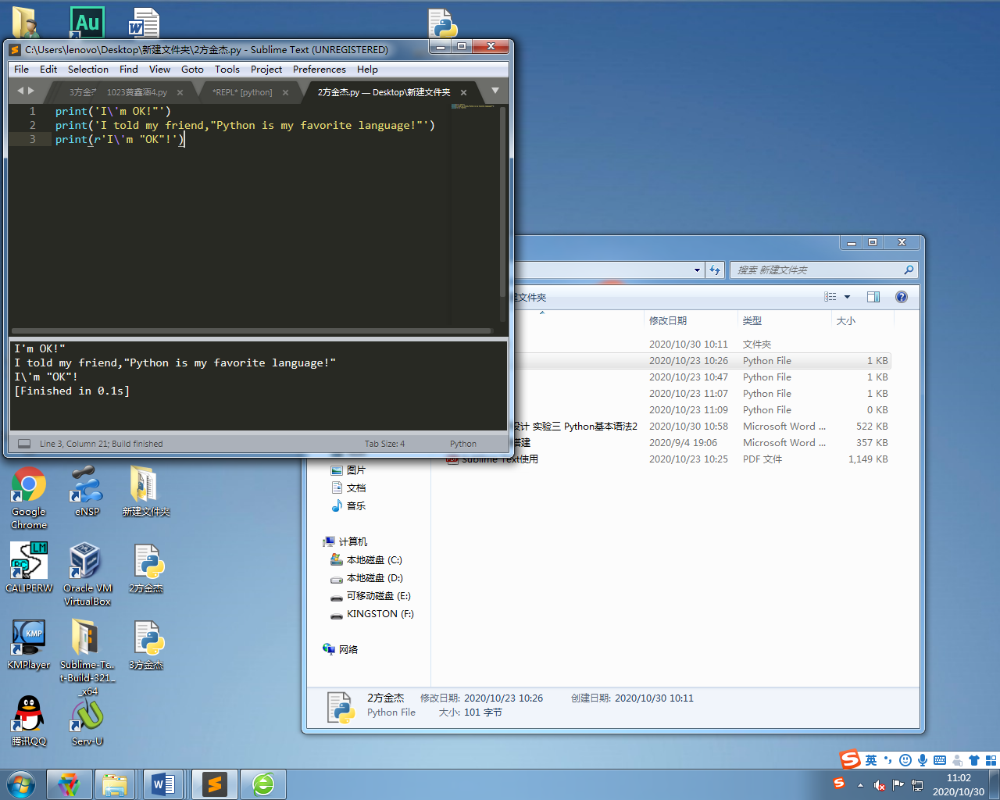 Au
C:\Users\lenovo\Desktop\新建文件夹\2方金杰.py - Sublime Text (UNREGISTERED)
File Edit Selection Find View Goto Tools Project Preferences Help
3方金 1023黄鑫涵4.py *REPL* [python] 2方金杰.py — Desktop\新建文件夹
1 print('I\'m OK!"')
2 print('I told my friend,"Python is my favorite language!"')
3 print(r'I\'m "OK"!')
I'm OK!"
I told my friend,"Python is my favorite language!"
I\'m "OK"!
[Finished in 0.1s]
Line 3, Column 21; Build finished Tab Size: 4 Python
搜索 新建文件夹
文件夹
修改日期 类型 大小
2020/10/30 10:11 文件夹
2020/10/23 10:26 Python File 1 KB
2020/10/23 10:47 Python File 1 KB
2020/10/23 11:07 Python File 1 KB
2020/10/23 11:09 Python File 0 KB
设计 实验三 Python基本语法2 2020/10/30 10:58 Microsoft Word ... 522 KB
搭建 2020/9/4 19:06 Microsoft Word ... 357 KB
Sublime Text使用 2020/10/23 10:25 PDF 文件 1,149 KB
图片
文档
音乐
计算机
本地磁盘 (C:)
本地磁盘 (D:)
可移动磁盘 (E:)
KINGSTON (F:)
网络
2方金杰 修改日期: 2020/10/23 10:26 创建日期: 2020/10/30 10:11
Python File 大小: 101 字节
Google Chrome
eNSP
新建文件夹
CALIPERW
Oracle VM VirtualBox
2方金杰
KMPlayer
Sublime-Te...
t-Build-321_
_x64
3方金杰
腾讯QQ
Serv-U
英
11:02
2020/10/30